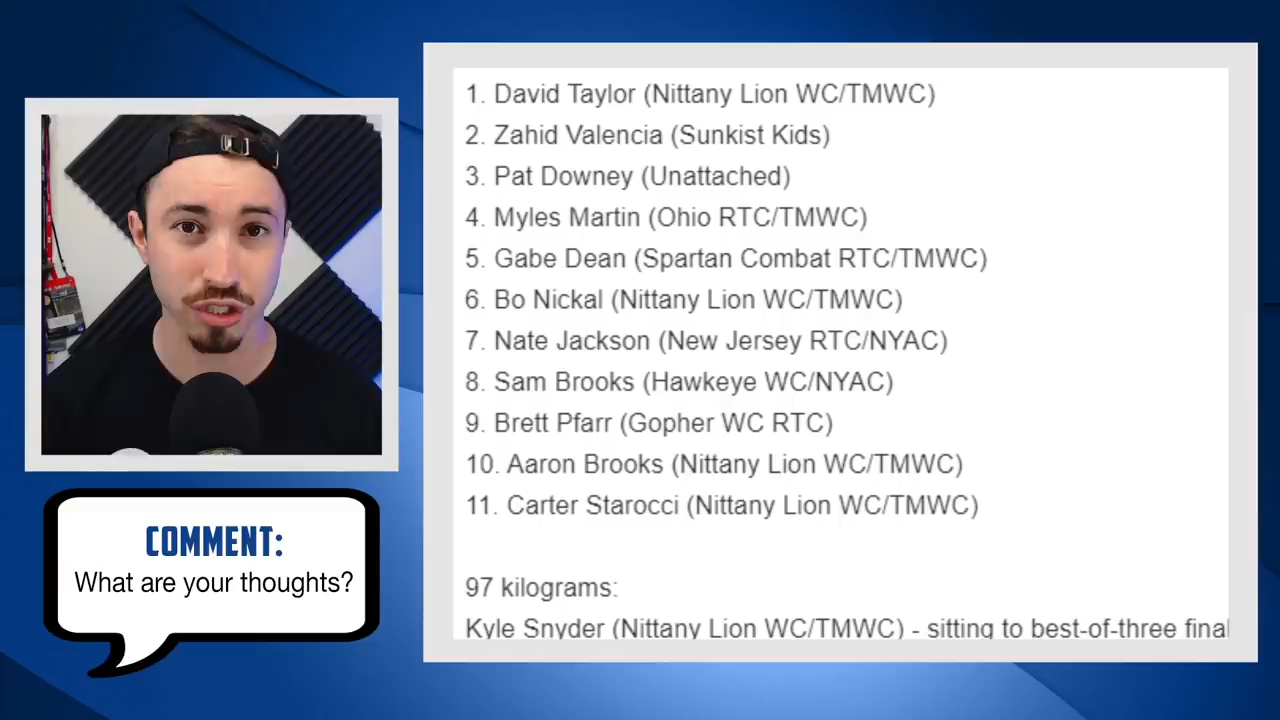 1. David Taylor (Nittany Lion WC/TMWC)
2. Zahid Valencia (Sunkist Kids)
3. Pat Downey (Unattached)
4. Myles Martin (Ohio RTC/TMWC)
5. Gabe Dean (Spartan Combat RTC/TMWC)
6. Bo Nickal (Nittany Lion WC/TMWC)
7. Nate Jackson (New Jersey RTC/NYAC)
8. Sam Brooks (Hawkeye WC/NYAC)
9. Brett Pfarr (Gopher WC RTC)
10. Aaron Brooks (Nittany Lion WC/TMWC)
11. Carter Starocci (Nittany Lion WC/TMWC)
97 kilograms:
Kyle Snyder (Nittany Lion WC/TMWC) - sitting to best-of-three final
COMMENT:
What are your thoughts?